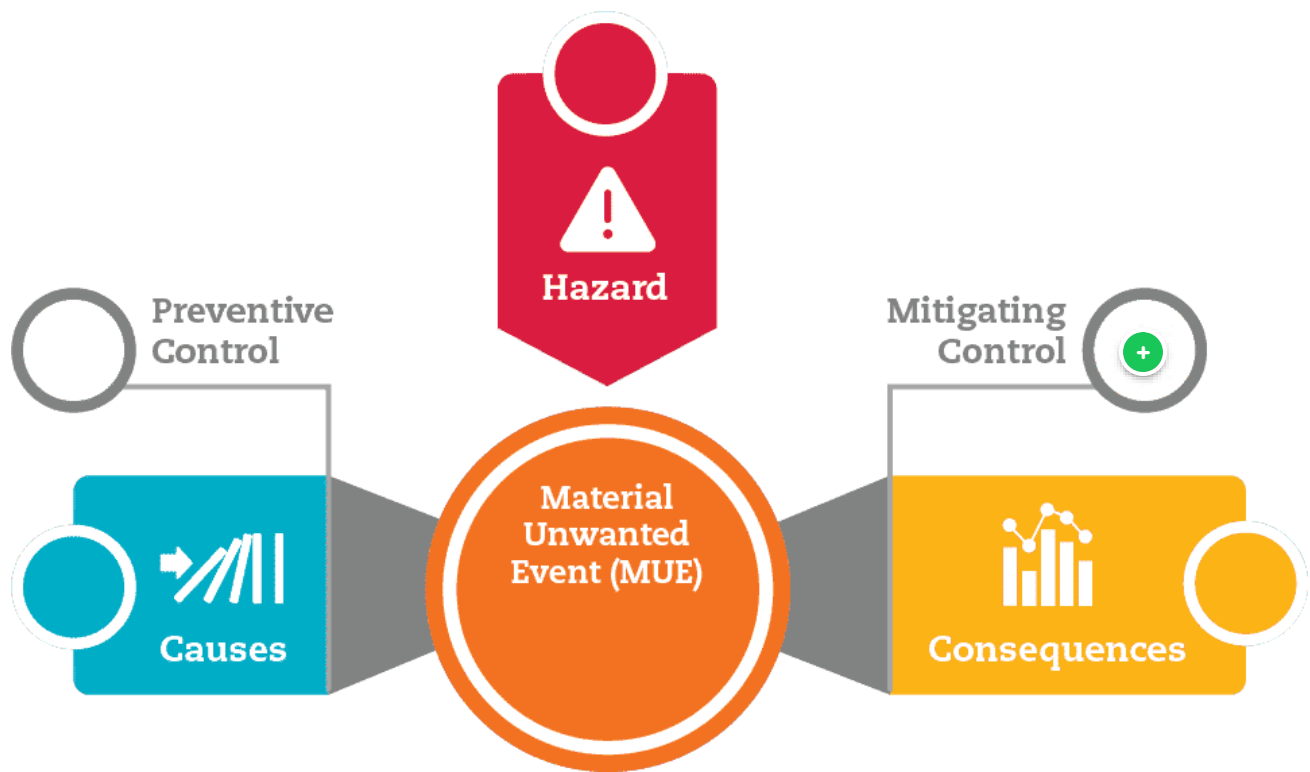 Hazard
Preventive
Control
Mitigating
Control
Material
Unwanted
Event (MUE)
Causes
Consequences